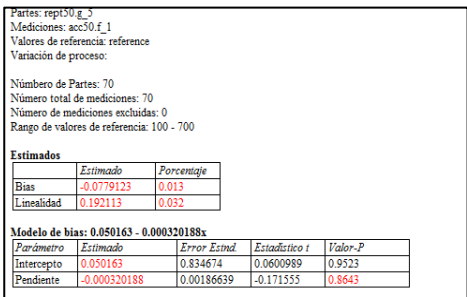 Partes: rept50.g_5
Mediciones: acc50.f_1
Valores de referencia: reference
Variación de proceso:
Númbero de Partes: 70
Número total de mediciones: 70
Número de mediciones excluidas: 0
Rango de valores de referencia: 100 - 700
Estimados
Estimado Porcentaje
Bias -0.0779123 0.013
Linealidad 0.192113 0.032
Modelo de bias: 0.050163 - 0.000320188x
Parámetro Estimado Error Estnd. Estadístico t Valor-P
Intercepto 0.050163 0.834674 0.0600989 0.9523
Pendiente -0.000320188 0.00186639 -0.171555 0.8643